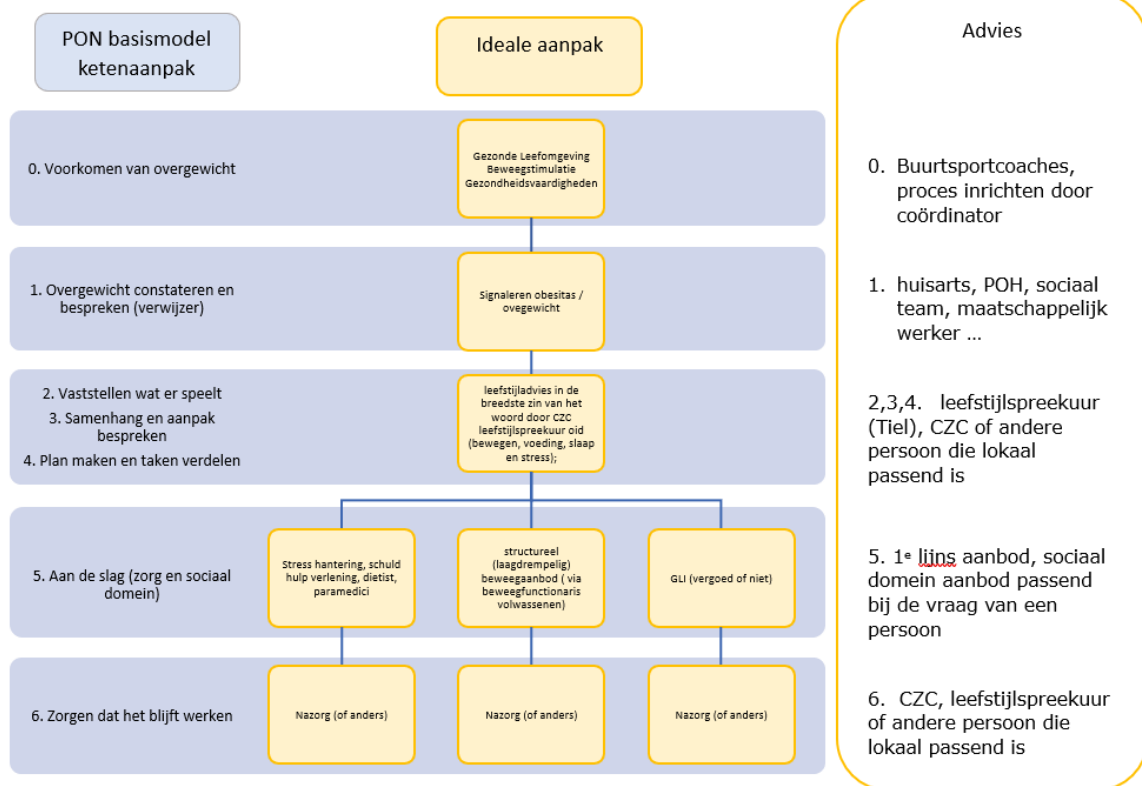 PON basismodel
ketenaanpak
Ideale aanpak
Advies
0. Voorkomen van overgewicht
Gezonde Leefomgeving
Beweegstimulatie
Gezondheidsvaardigheden
0. Buurtsportcoaches,
proces inrichten door
coördinator
1. Overgewicht constateren en
bespreken (verwijzer)
Signaleren obesitas /
ovegewicht
1. huisarts, POH, sociaal
team, maatschappelijk
werker ...
2. Vaststellen wat er speelt
3. Samenhang en aanpak
bespreken
4. Plan maken en taken verdelen
leefstijladvies in de
breedste zin van het
woord door CZC
leefstijlspreekuur oid
(bewegen, voeding, slaap
en stress);
2,3,4. leefstijlspreekuur
(Tiel), CZC of andere
persoon die lokaal
passend is
5. Aan de slag (zorg en sociaal
domein)
Stress hantering, schuld
hulp verlening, dietist,
paramedici
structureel
(laagdrempelig)
beweegaanbod ( via
beweegfunctionaris
volwassenen)
GLI (vergoed of niet)
5. 1e lijns aanbod, sociaal
domein aanbod passend
bij de vraag van een
persoon
6. Zorgen dat het blijft werken
Nazorg (of anders)
Nazorg (of anders)
Nazorg (of anders)
6. CZC, leefstijlspreekuur
of andere persoon die
lokaal passend is